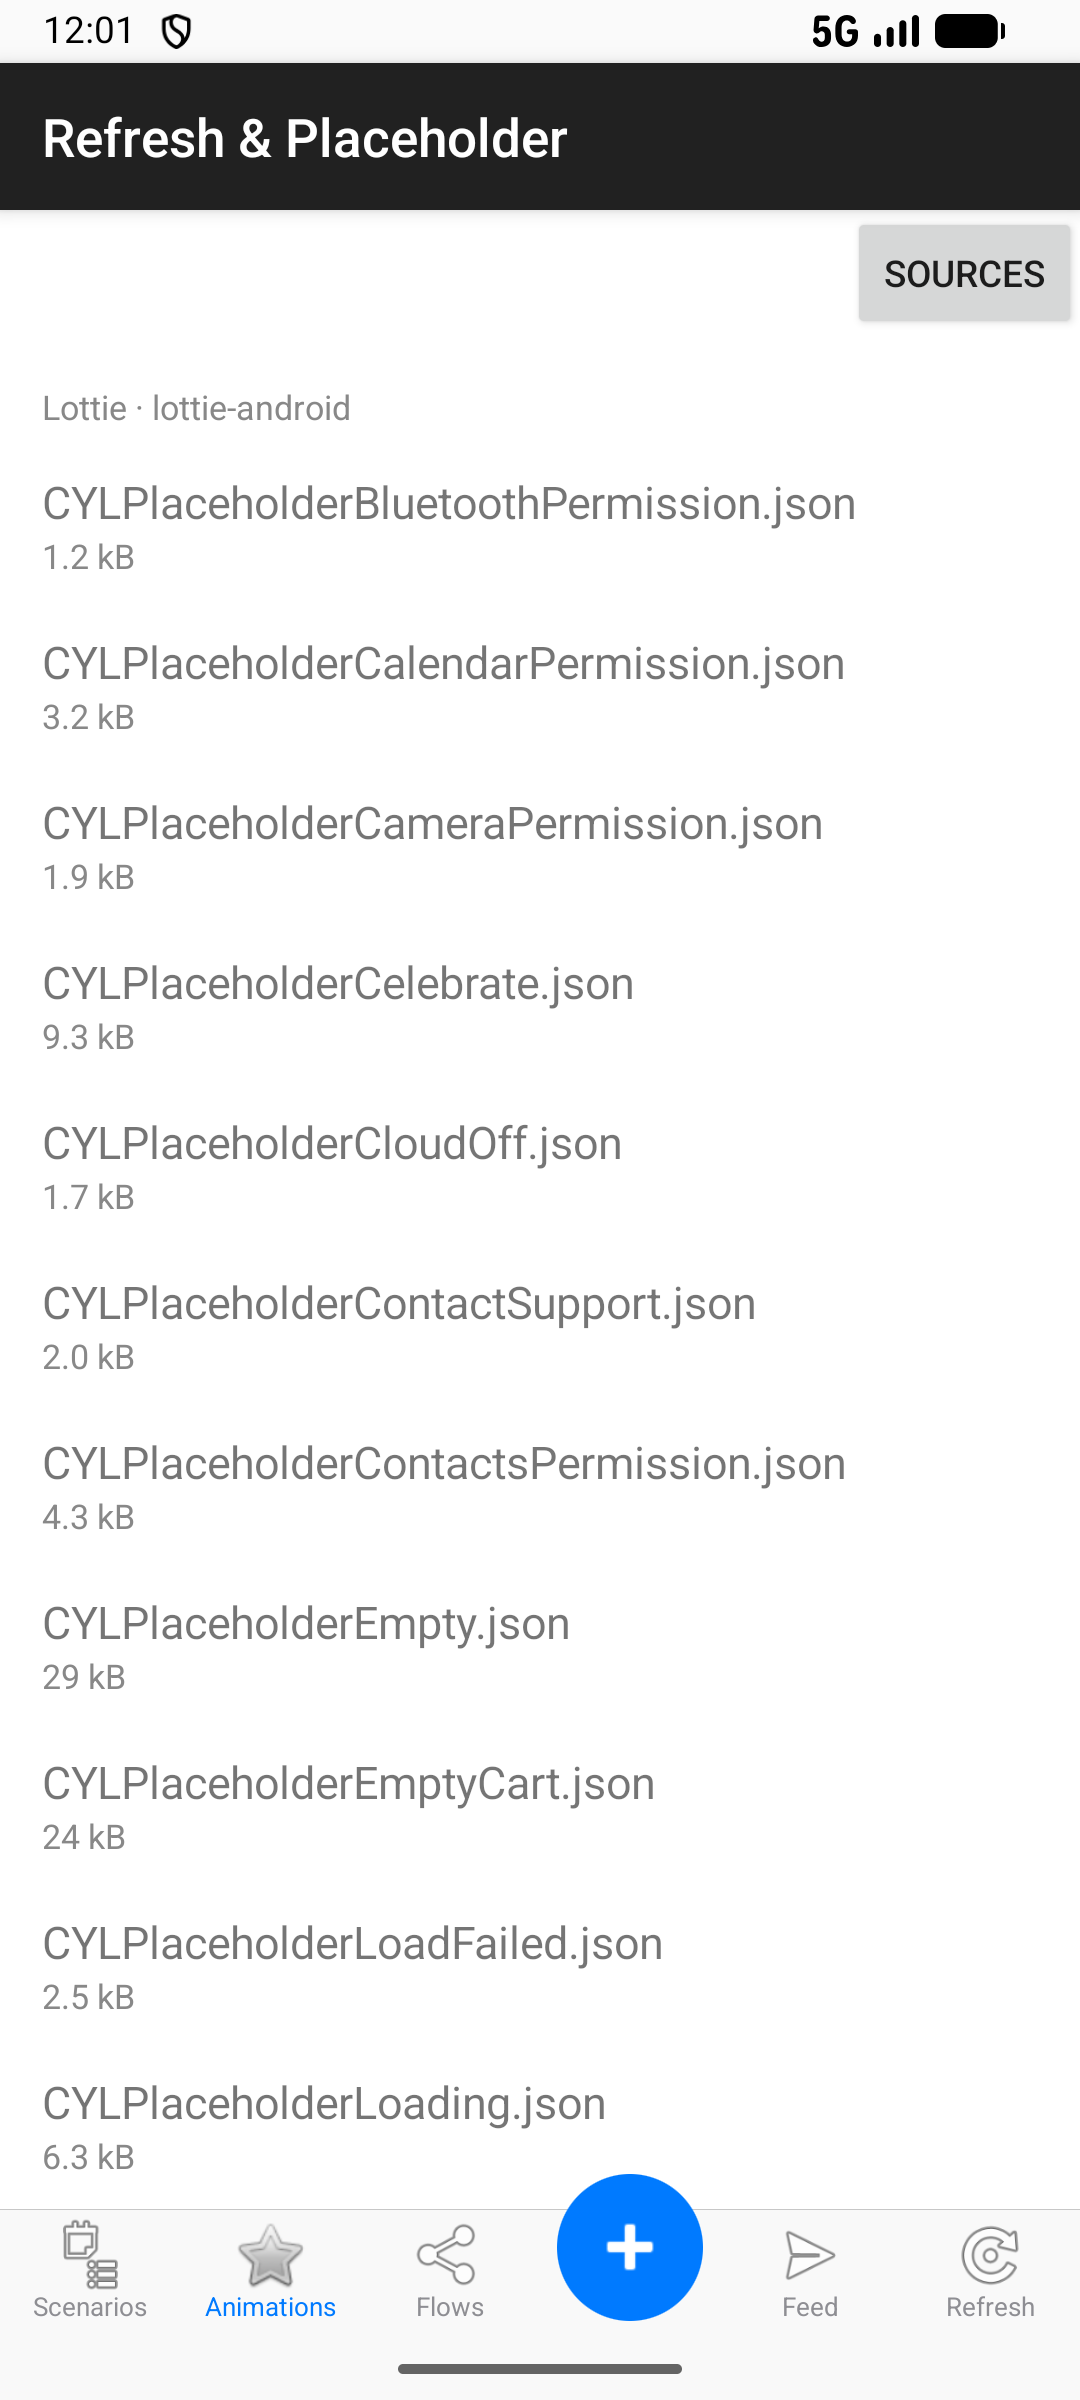 12:01
5G
Refresh & Placeholder
SOURCES
Lottie · lottie-android
CYLPlaceholderBluetoothPermission.json
1.2 kB
CYLPlaceholderCalendarPermission.json
3.2 kB
CYLPlaceholderCameraPermission.json
1.9 kB
CYLPlaceholderCelebrate.json
9.3 kB
CYLPlaceholderCloudOff.json
1.7 kB
CYLPlaceholderContactSupport.json
2.0 kB
CYLPlaceholderContactsPermission.json
4.3 kB
CYLPlaceholderEmpty.json
29 kB
CYLPlaceholderEmptyCart.json
24 kB
CYLPlaceholderLoadFailed.json
2.5 kB
CYLPlaceholderLoading.json
6.3 kB
Scenarios
Animations
Flows
Feed
Refresh